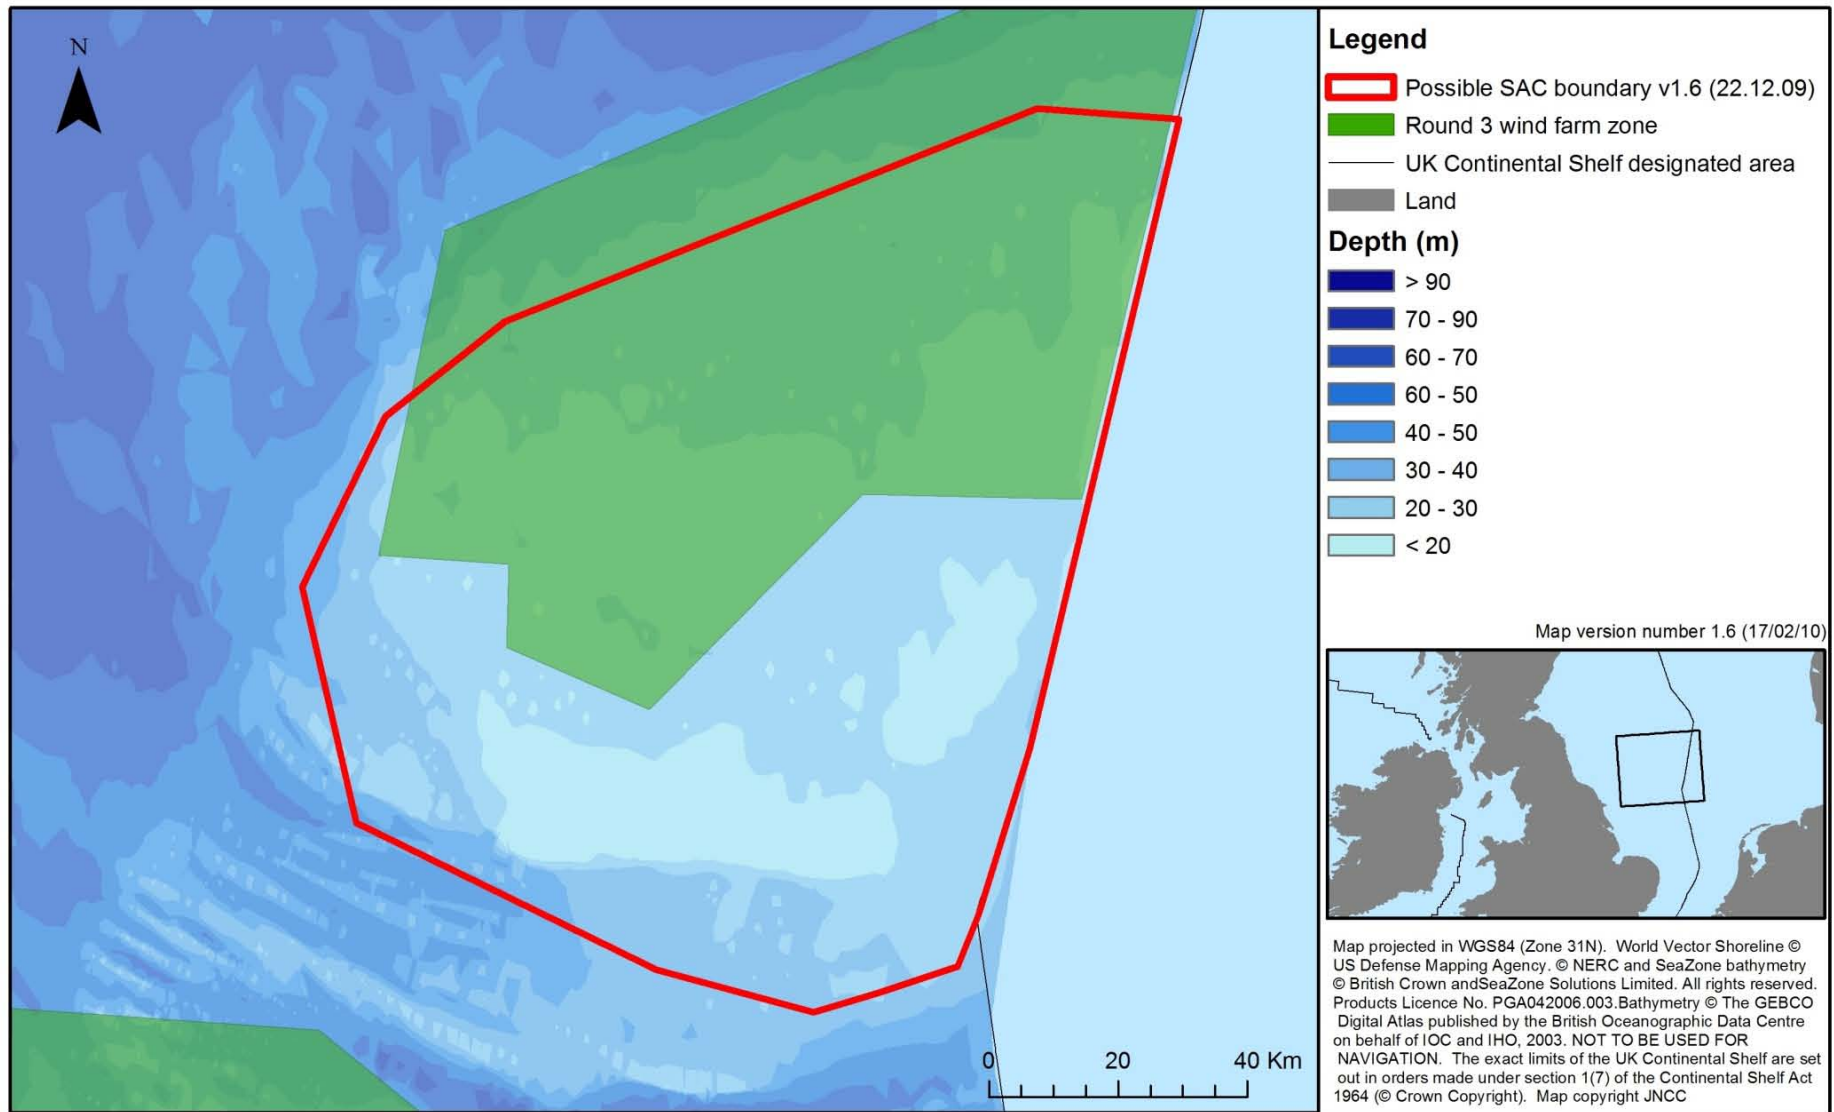 N
0 20 40 Km
Legend
Possible SAC boundary v1.6 (22.12.09)
Round 3 wind farm zone
UK Continental Shelf designated area
Land
Depth (m)
> 90
70 - 90
60 - 70
60 - 50
40 - 50
30 - 40
20 - 30
< 20
Map version number 1.6 (17/02/10)
Map projected in WGS84 (Zone 31N). World Vector Shoreline ©
US Defense Mapping Agency. © NERC and SeaZone bathymetry
© British Crown andSeaZone Solutions Limited. All rights reserved.
Products Licence No. PGA042006.003.Bathymetry © The GEBCO
Digital Atlas published by the British Oceanographic Data Centre
on behalf of IOC and IHO, 2003. NOT TO BE USED FOR
NAVIGATION. The exact limits of the UK Continental Shelf are set
out in orders made under section 1(7) of the Continental Shelf Act
1964 (© Crown Copyright). Map copyright JNCC